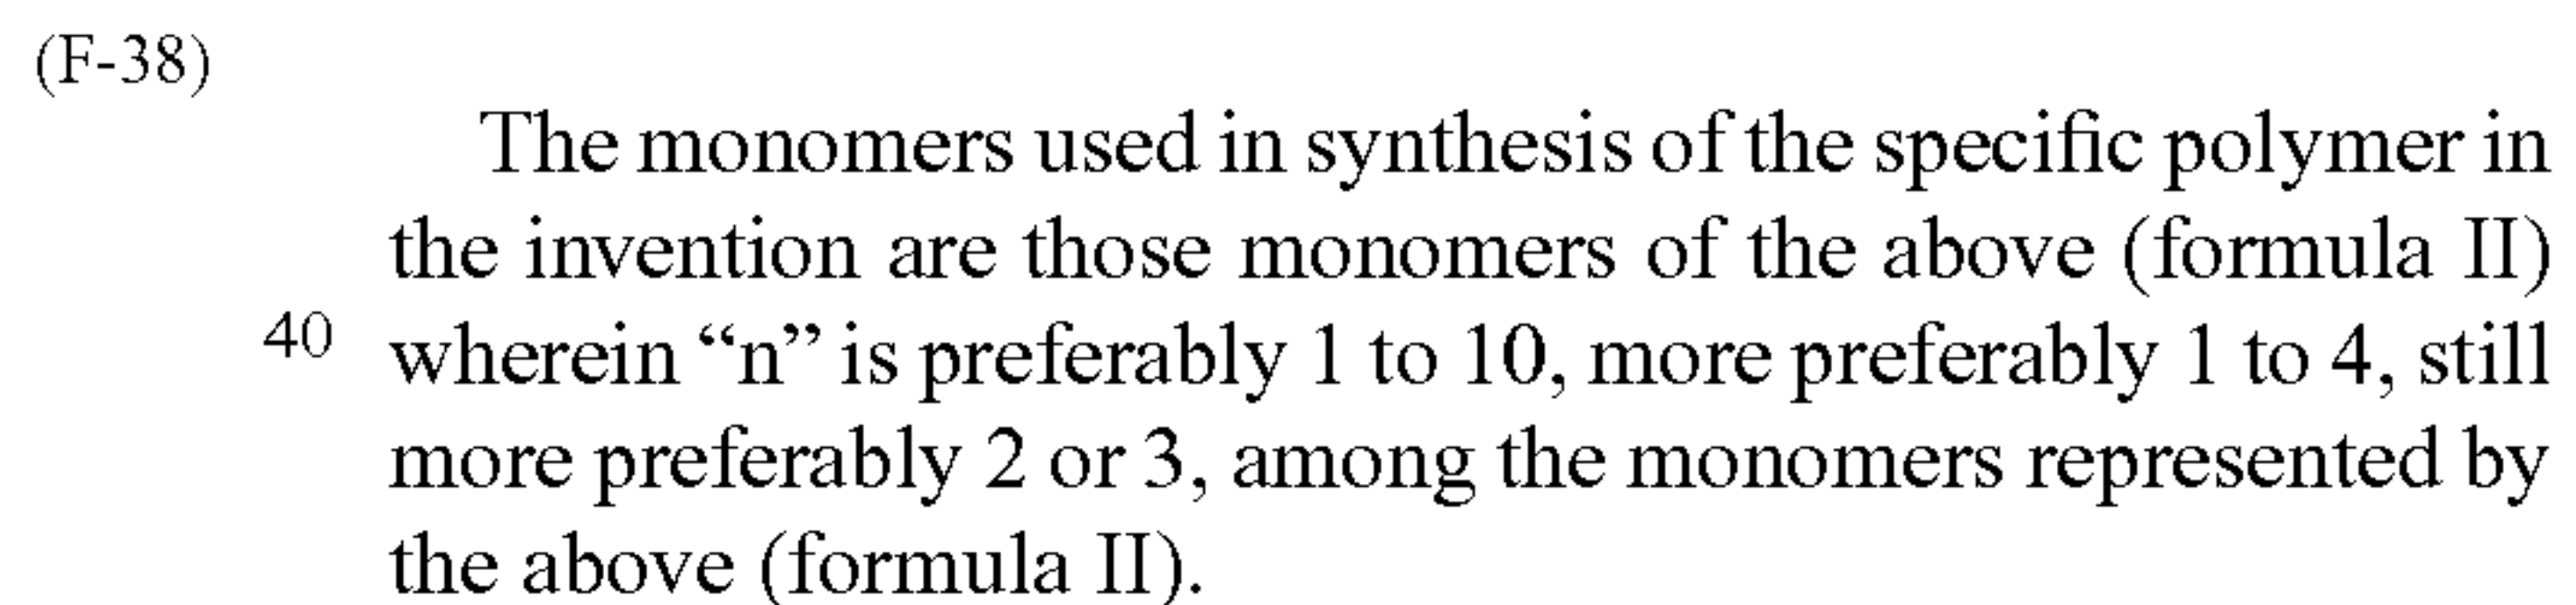 (F-38)
The monomers used in synthesis of the specific polymer in
the invention are those monomers of the above (formula II)
40 wherein “n” is preferably 1 to 10, more preferably 1 to 4, still
more preferably 2 or 3, among the monomers represented by
the above (formula II).